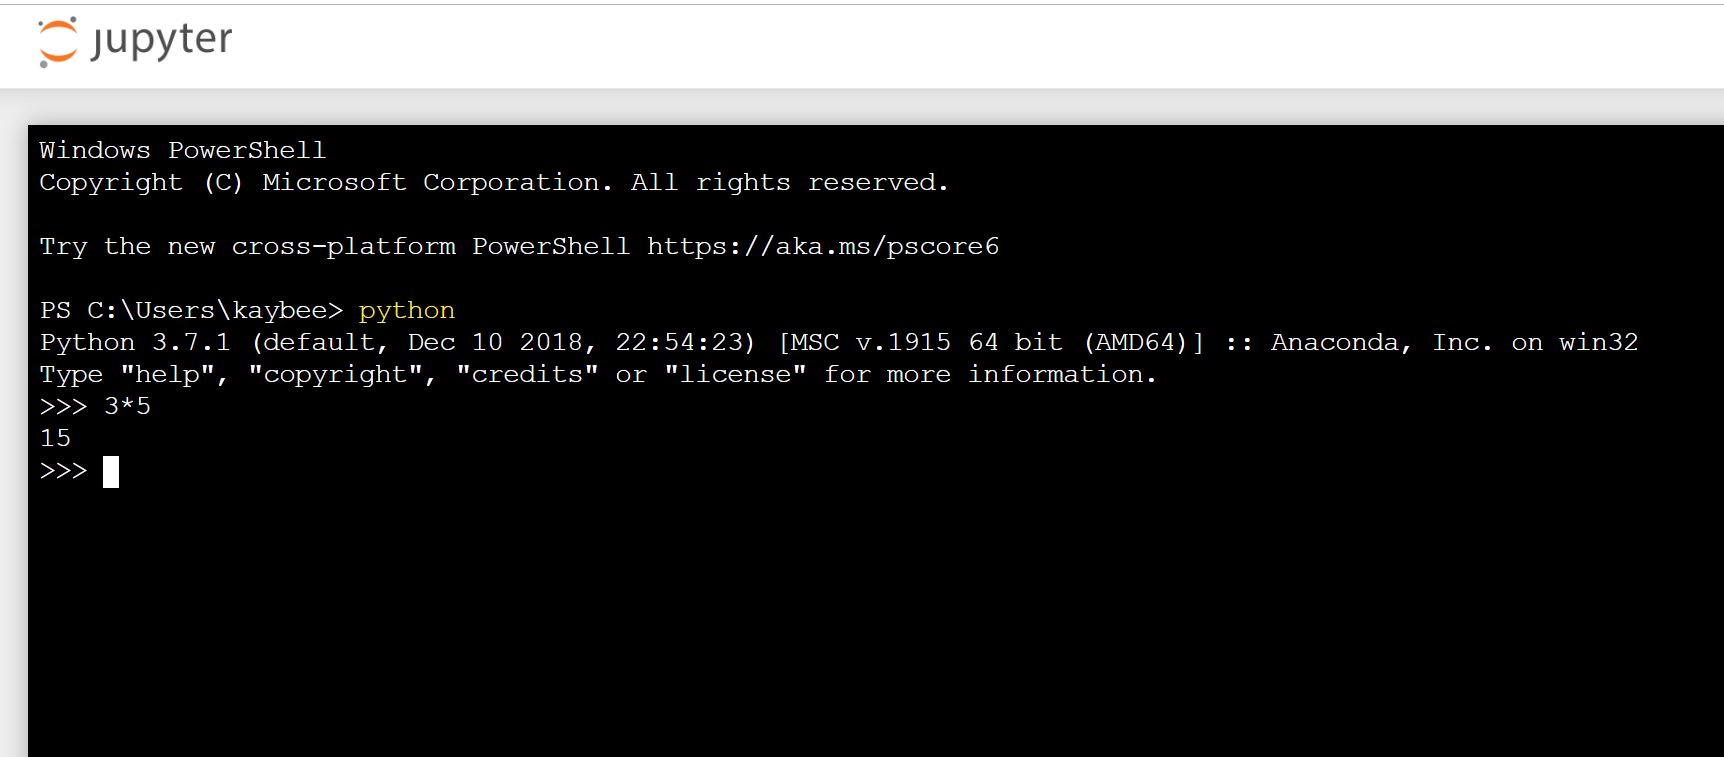 jupyter
Windows PowerShell
Copyright (C) Microsoft Corporation. All rights reserved.
Try the new cross-platform PowerShell https://aka.ms/pscore6
PS C:\Users\kaybee> python
Python 3.7.1 (default, Dec 10 2018, 22:54:23) [MSC v.1915 64 bit (AMD64)] :: Anaconda, Inc. on win32
Type "help", "copyright", "credits" or "license" for more information.
>>> 3*5
15
>>>